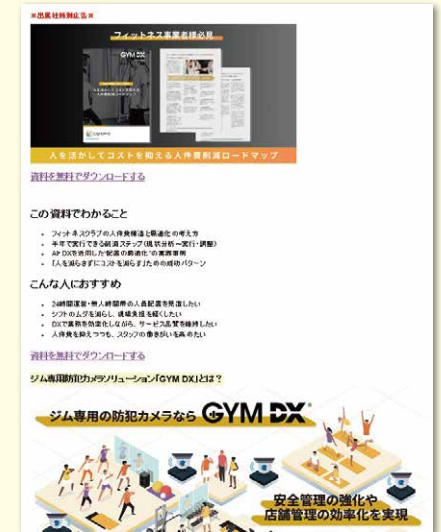 ※出展社特別広告※
フィットネス事業者様必見
GYM DX
人を活かしてコストを抑える人件費削減ロードマップ
資料を無料でダウンロードする
この資料でわかること
・ フィットネスクラブの人件費構造と最適化の考え方
・ 半年で実行できる削減ステップ(現状分析～実行・調整)
・ AI・DXを活用した“配置の最適化”の実践事例
・ 「人を減らさずにコストを減らす」ための成功パターン
こんな人におすすめ
・ 24時間運営・無人時間帯の人員配置を見直したい
・ シフトのムダを減らし、現場負担を軽くしたい
・ DXで業務を効率化しながら、サービス品質を維持したい
・ 人件費を抑えつつも、スタッフの働きがいを高めたい
資料を無料でダウンロードする
ジム専用防犯カメラソリューション「GYM DX」とは？
ジム専用の防犯カメラなら GYM DX
安全管理の強化や
店舗管理の効率化を実現